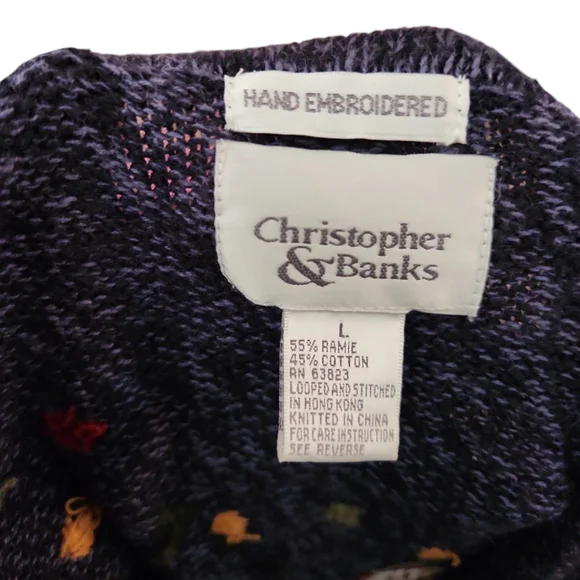 HAND EMBROIDERED
Christopher
& Banks
L
55% RAMIE
45% COTTON
RN 63823
LOOPED AND STITCHED
IN HONG KONG
KNITTED IN CHINA
FOR CARE INSTRUCTION
SEE REVERSE